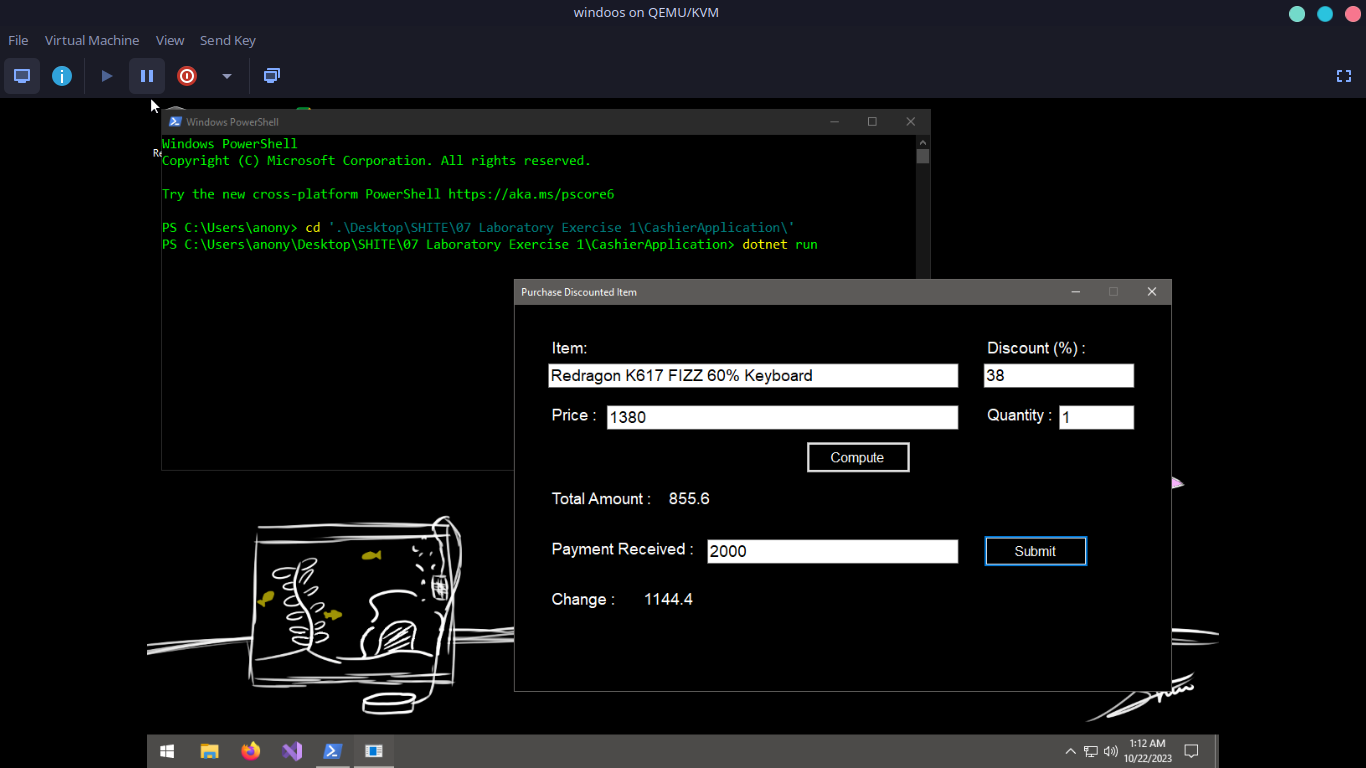 windoos on QEMU/KVM
File Virtual Machine View Send Key
Windows PowerShell
Windows PowerShell
Copyright (C) Microsoft Corporation. All rights reserved.
Try the new cross-platform PowerShell https://aka.ms/pscore6
PS C:\Users\anony> cd '.\Desktop\SHITE\07 Laboratory Exercise 1\CashierApplication\'
PS C:\Users\anony\Desktop\SHITE\07 Laboratory Exercise 1\CashierApplication> dotnet run
Purchase Discounted Item
Item: Discount (%) :
Redragon K617 FIZZ 60% Keyboard 38
Price : 1380 Quantity : 1
Compute
Total Amount : 855.6
Payment Received : 2000 Submit
Change : 1144.4
1:12 AM
10/22/2023